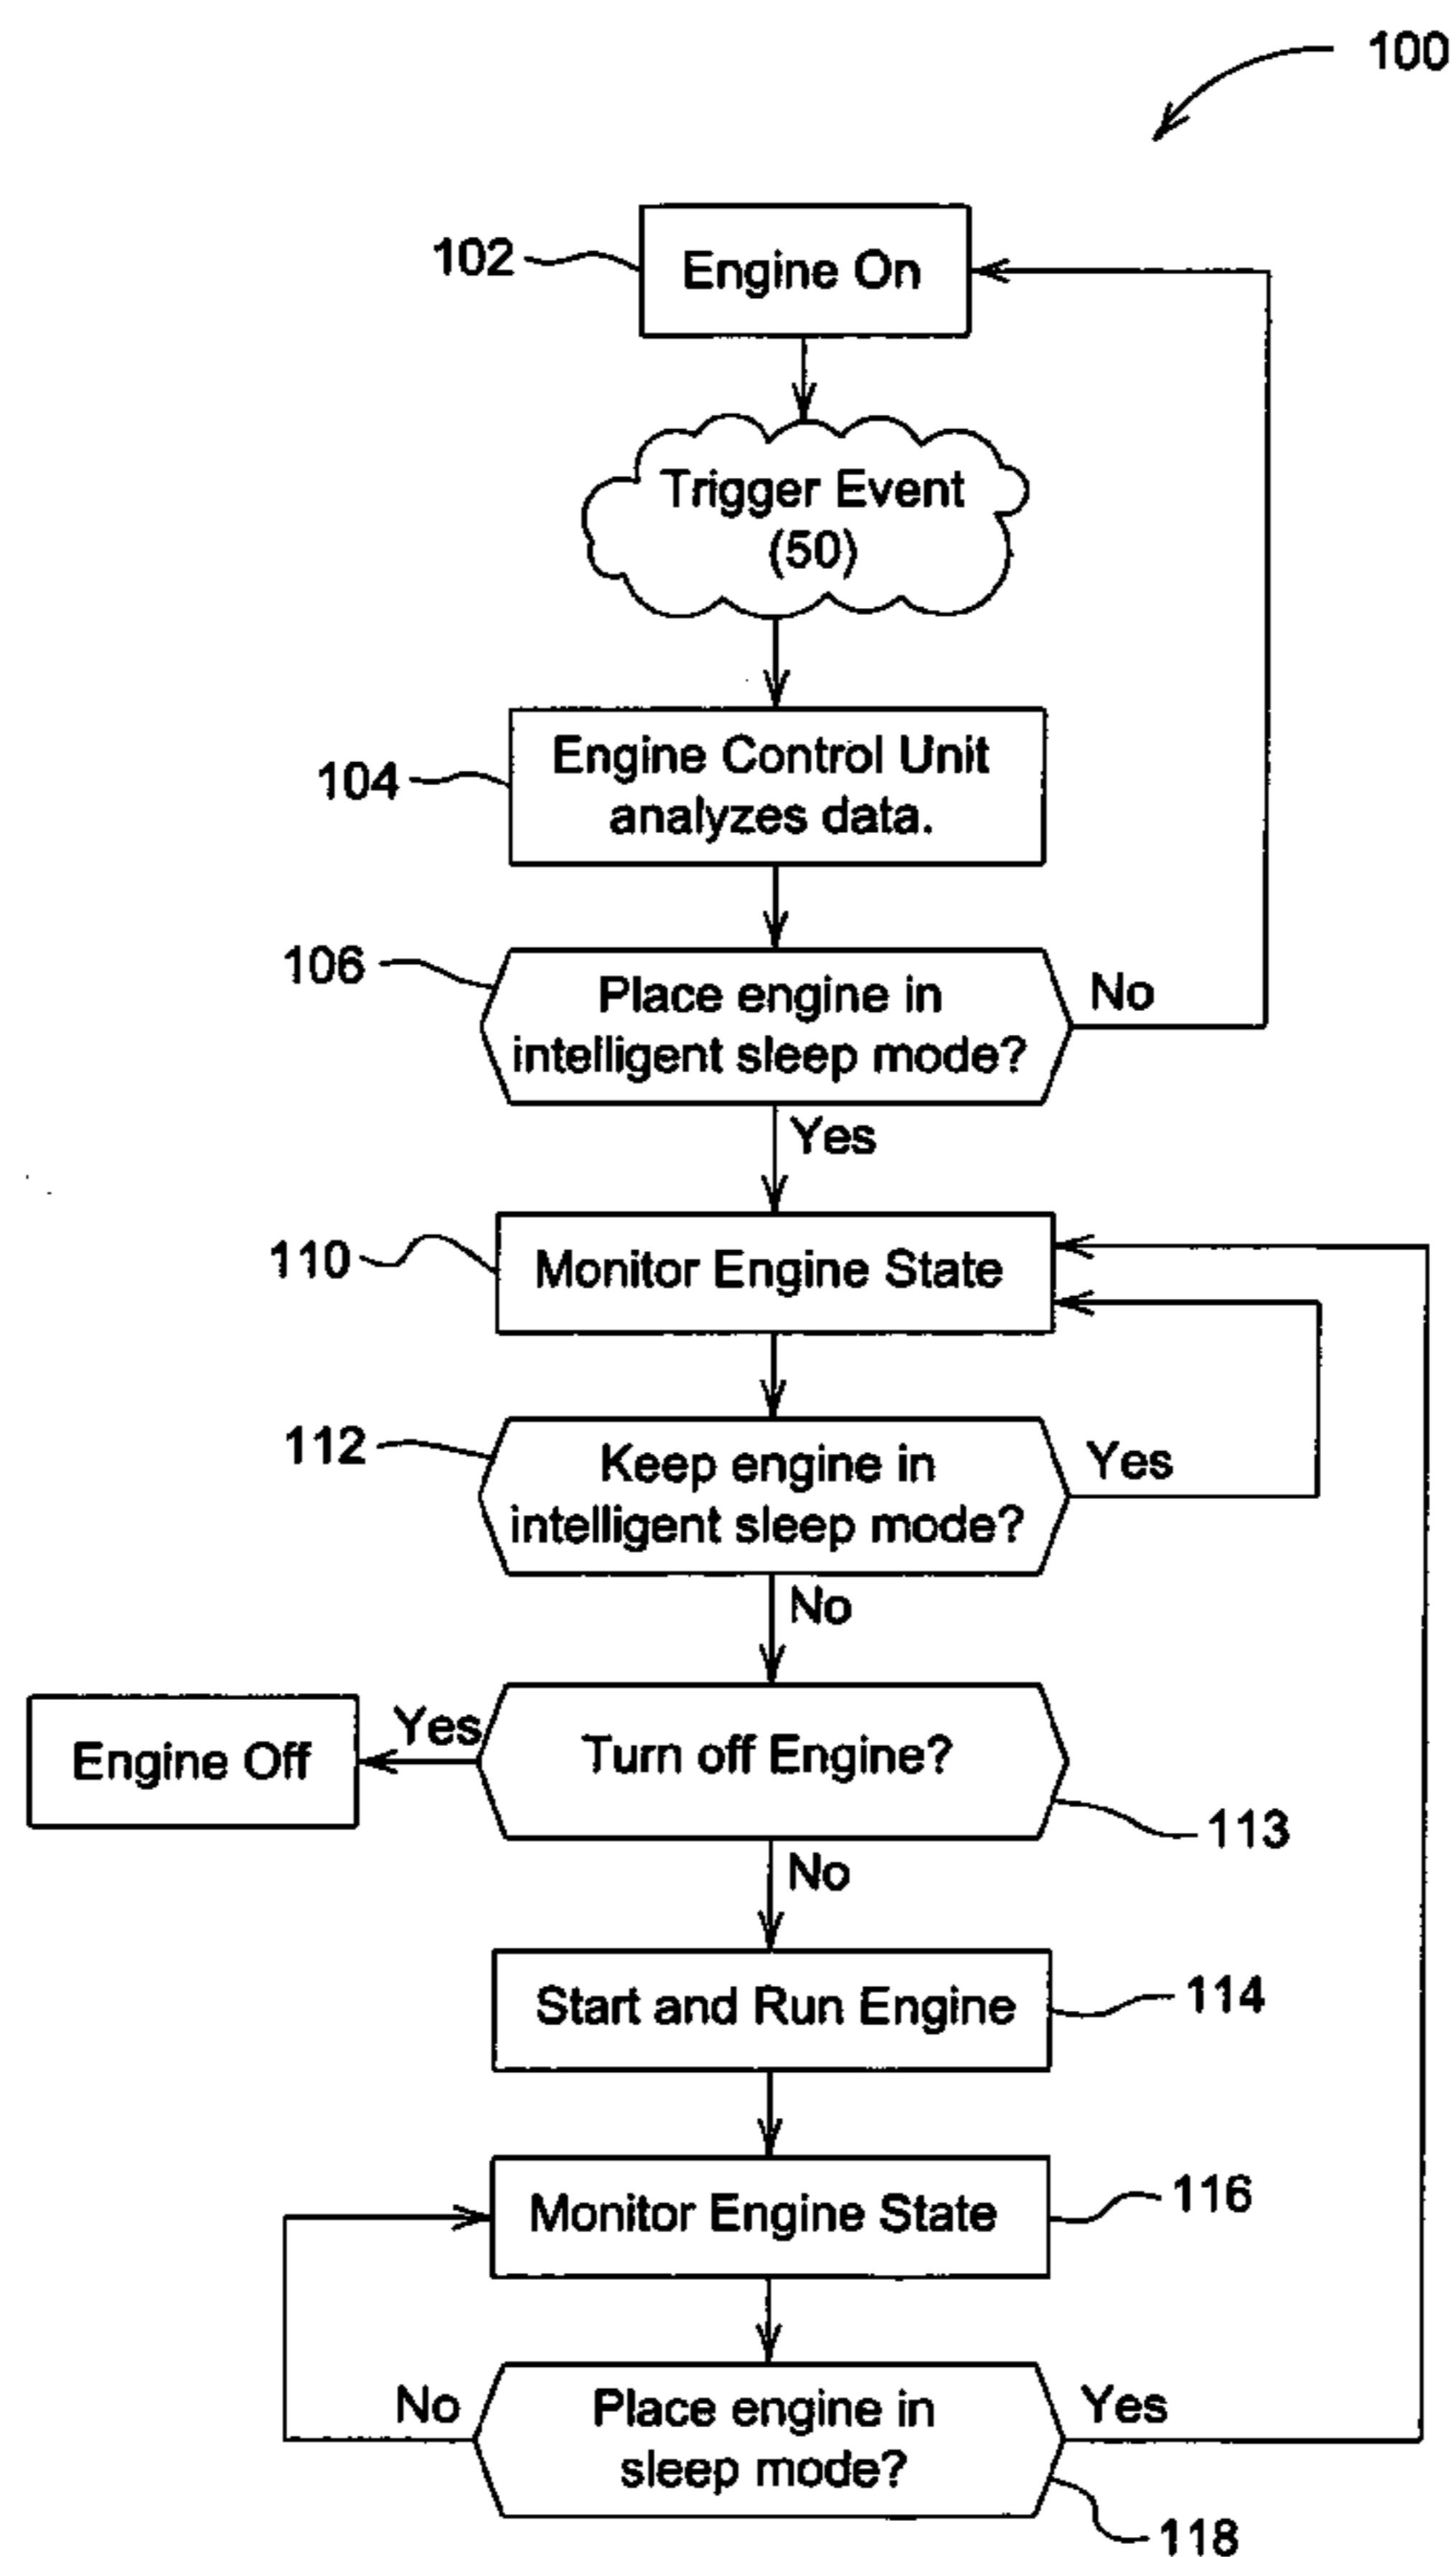 100
102
Engine On
Trigger Event
(50)
104
Engine Control Unit
analyzes data.
106
Place engine in
intelligent sleep mode?
No
Yes
110
Monitor Engine State
112
Keep engine in
intelligent sleep mode?
Yes
No
Engine Off
Yes
Turn off Engine?
113
No
Start and Run Engine
114
Monitor Engine State
116
No
Place engine in
sleep mode?
Yes
118